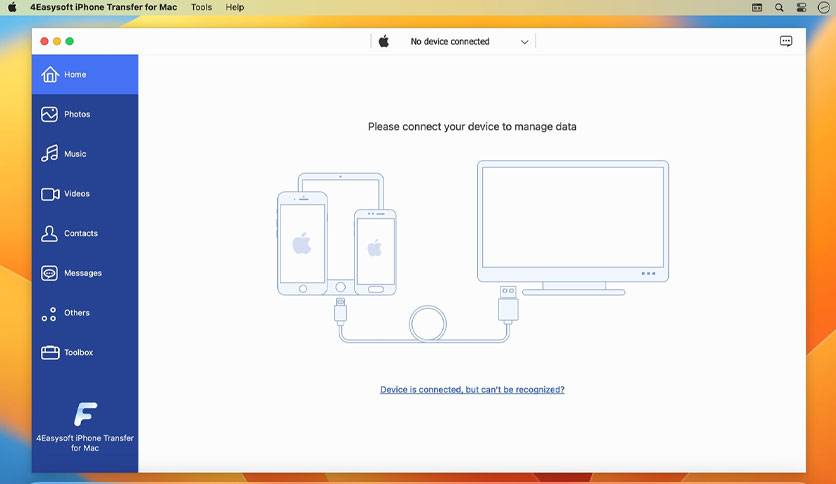 4Easysoft iPhone Transfer for Mac Tools Help
No device connected
Home
Photos
Music
Videos
Contacts
Messages
Others
Toolbox
4Easysoft iPhone Transfer
for Mac
Please connect your device to manage data
Device is connected, but can't be recognized?